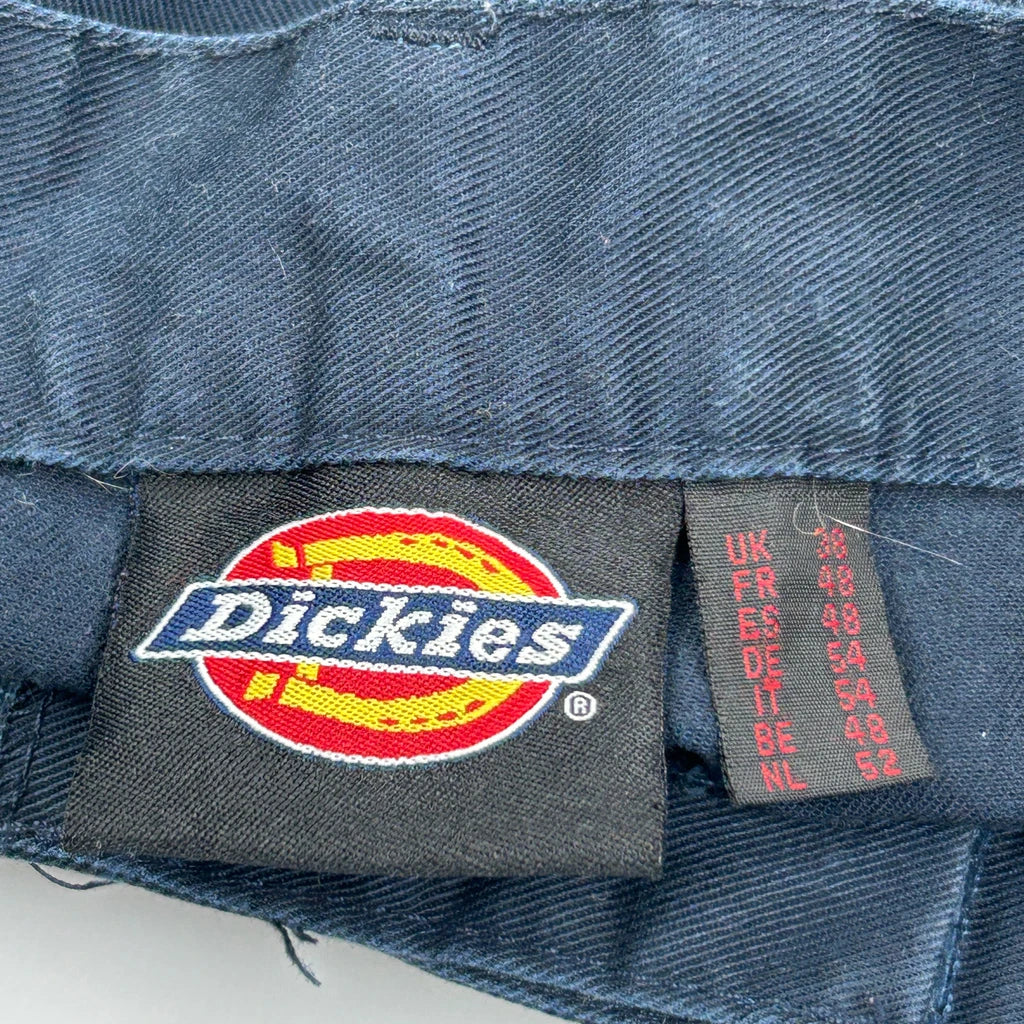 Dickies
®
UK 38
FR 48
ES 48
DE 54
IT 54
BE 48
NL 52